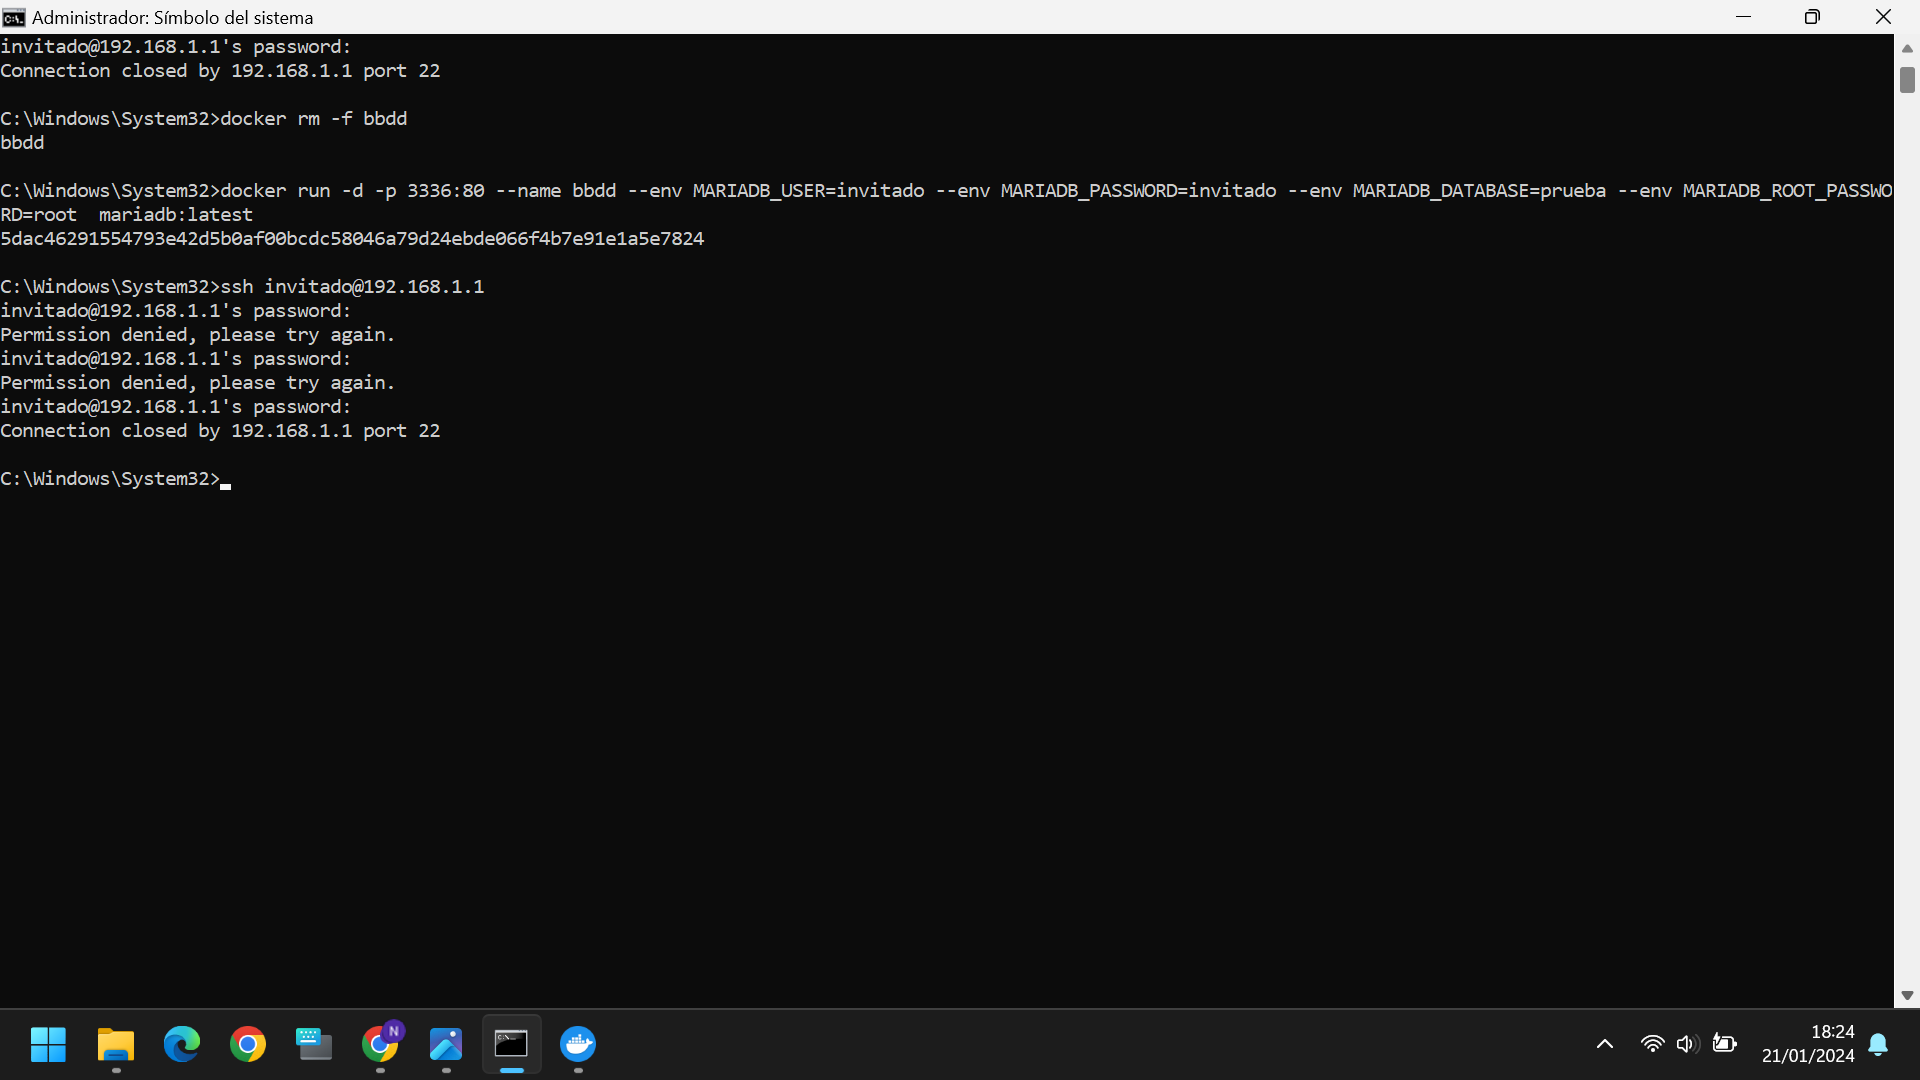 Administrador: Símbolo del sistema
invitado@192.168.1.1's password:
Connection closed by 192.168.1.1 port 22
C:\Windows\System32>docker rm -f bbdd
bbdd
C:\Windows\System32>docker run -d -p 3336:80 --name bbdd --env MARIADB_USER=invitado --env MARIADB_PASSWORD=invitado --env MARIADB_DATABASE=prueba --env MARIADB_ROOT_PASSWO
RD=root  mariadb:latest
5dac46291554793e42d5b0af00bcdc58046a79d24ebde066f4b7e91e1a5e7824
C:\Windows\System32>ssh invitado@192.168.1.1
invitado@192.168.1.1's password:
Permission denied, please try again.
invitado@192.168.1.1's password:
Permission denied, please try again.
invitado@192.168.1.1's password:
Connection closed by 192.168.1.1 port 22
C:\Windows\System32>
N
18:24
21/01/2024